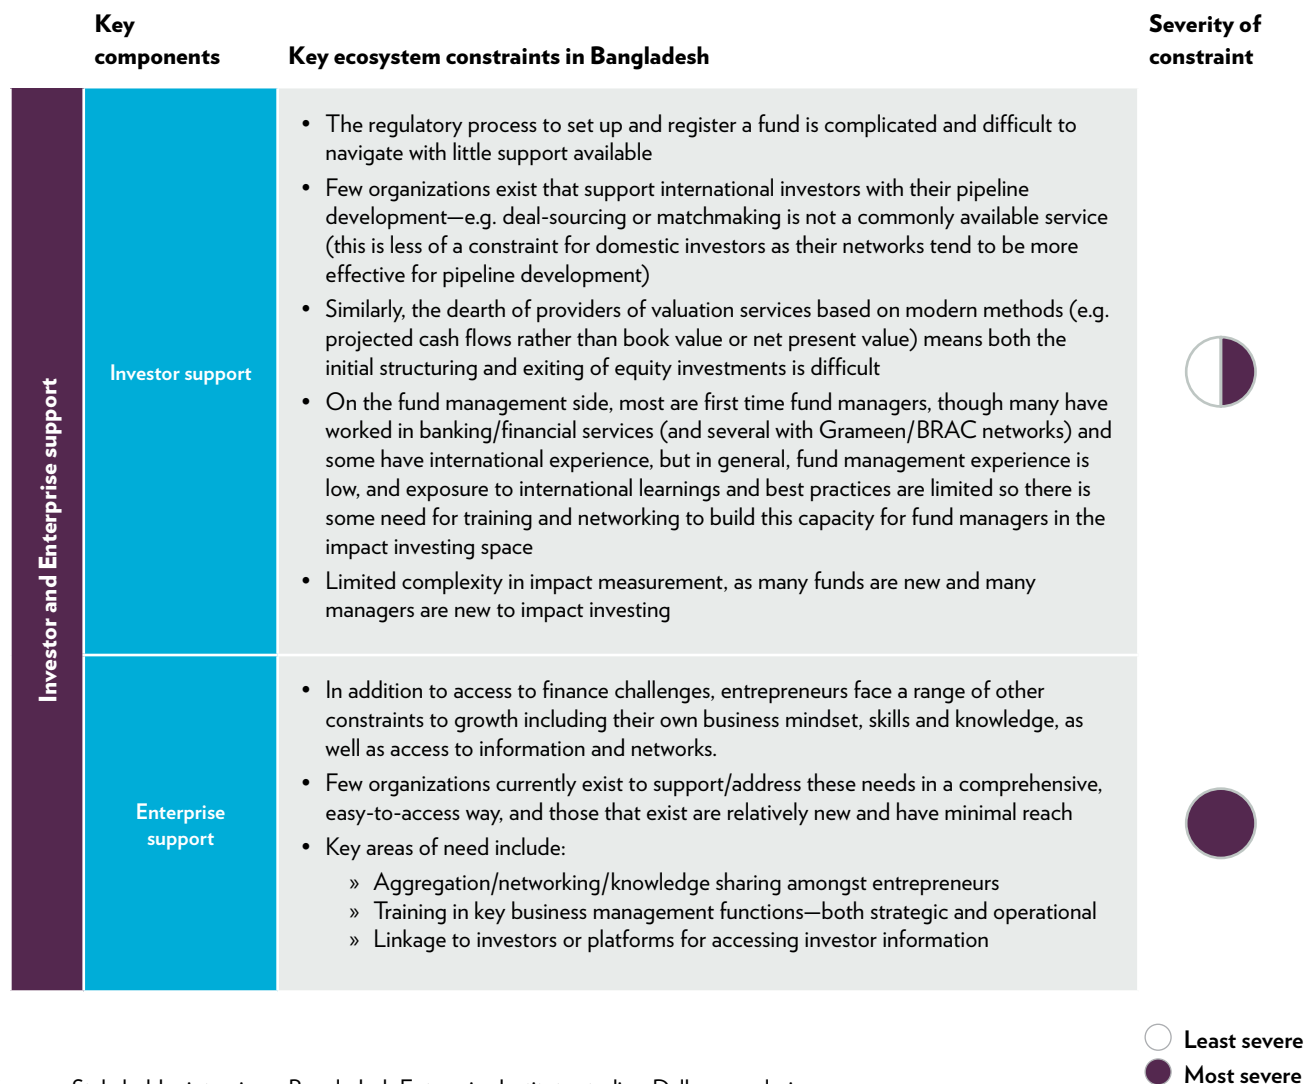 Key
components
Key ecosystem constraints in Bangladesh
Severity of
constraint
Investor and Enterprise support
Investor support
• The regulatory process to set up and register a fund is complicated and difficult to
navigate with little support available
• Few organizations exist that support international investors with their pipeline
development—e.g. deal-sourcing or matchmaking is not a commonly available service
(this is less of a constraint for domestic investors as their networks tend to be more
effective for pipeline development)
• Similarly, the dearth of providers of valuation services based on modern methods (e.g.
projected cash flows rather than book value or net present value) means both the
initial structuring and exiting of equity investments is difficult
• On the fund management side, most are first time fund managers, though many have
worked in banking/financial services (and several with Grameen/BRAC networks) and
some have international experience, but in general, fund management experience is
low, and exposure to international learnings and best practices are limited so there is
some need for training and networking to build this capacity for fund managers in the
impact investing space
• Limited complexity in impact measurement, as many funds are new and many
managers are new to impact investing
Enterprise
support
• In addition to access to finance challenges, entrepreneurs face a range of other
constraints to growth including their own business mindset, skills and knowledge, as
well as access to information and networks.
• Few organizations currently exist to support/address these needs in a comprehensive,
easy-to-access way, and those that exist are relatively new and have minimal reach
• Key areas of need include:
» Aggregation/networking/knowledge sharing amongst entrepreneurs
» Training in key business management functions—both strategic and operational
» Linkage to investors or platforms for accessing investor information
Least severe
Most severe